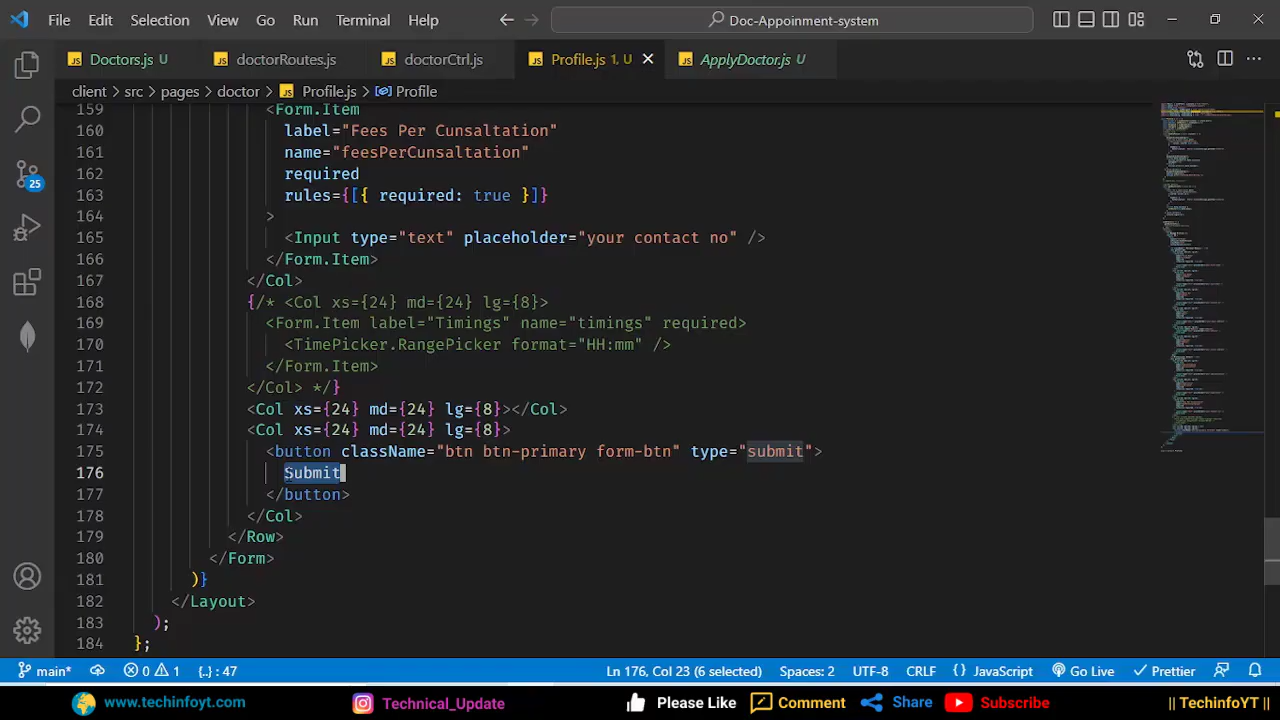 File Edit Selection View Go Run Terminal Help
Doc-Appoinment-system
JS Doctors.js U
JS doctorRoutes.js
JS doctorCtrl.js
JS Profile.js 1, U
JS ApplyDoctor.js U
client > src > pages > doctor > JS Profile.js > Profile
159 <Form.Item
160 label="Fees Per Cunsaltation"
161 name="feesPerCunsaltation"
162 required
163 rules={[{ required: true }]}
164 >
165 <Input type="text" placeholder="your contact no" />
166 </Form.Item>
167 </Col>
168 {/* <Col xs={24} md={24} lg={8}>
169 <Form.Item label="Timings" name="timings" required>
170 <TimePicker.RangePicker format="HH:mm" />
171 </Form.Item>
172 </Col> */}
173 <Col xs={24} md={24} lg={8}></Col>
174 <Col xs={24} md={24} lg={8}>
175 <button className="btn btn-primary form-btn" type="submit">
176 Submit
177 </button>
178 </Col>
179 </Row>
180 </Form>
181 )}
182 </Layout>
183 );
184 };
25
main* 0 1 {..} : 47 Ln 176, Col 23 (6 selected) Spaces: 2 UTF-8 CRLF {} JavaScript Go Live Prettier
www.techinfoyt.com Technical_Update Please Like Comment Share Subscribe || TechinfoYT ||